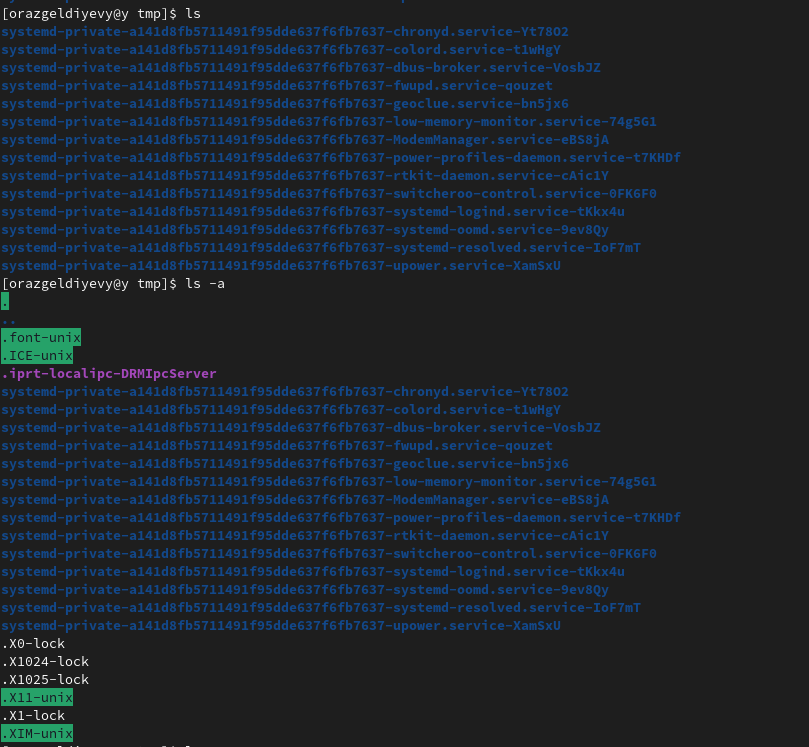 [orazgeldiyevy@y tmp]$ ls
systemd-private-a141d8fb5711491f95dde637f6fb7637-chronyd.service-Yt78O2
systemd-private-a141d8fb5711491f95dde637f6fb7637-colord.service-t1wHgY
systemd-private-a141d8fb5711491f95dde637f6fb7637-dbus-broker.service-VosbJZ
systemd-private-a141d8fb5711491f95dde637f6fb7637-fwupd.service-qouzet
systemd-private-a141d8fb5711491f95dde637f6fb7637-geoclue.service-bn5jx6
systemd-private-a141d8fb5711491f95dde637f6fb7637-low-memory-monitor.service-74g5G1
systemd-private-a141d8fb5711491f95dde637f6fb7637-ModemManager.service-eBS8jA
systemd-private-a141d8fb5711491f95dde637f6fb7637-power-profiles-daemon.service-t7KHDf
systemd-private-a141d8fb5711491f95dde637f6fb7637-rtkit-daemon.service-cAic1Y
systemd-private-a141d8fb5711491f95dde637f6fb7637-switcheroo-control.service-0FK6F0
systemd-private-a141d8fb5711491f95dde637f6fb7637-systemd-logind.service-tKkx4u
systemd-private-a141d8fb5711491f95dde637f6fb7637-systemd-oomd.service-9ev8Qy
systemd-private-a141d8fb5711491f95dde637f6fb7637-systemd-resolved.service-IoF7mT
systemd-private-a141d8fb5711491f95dde637f6fb7637-upower.service-XamSxU
[orazgeldiyevy@y tmp]$ ls -a
.
..
.font-unix
.ICE-unix
.iprt-localipc-DRMIpcServer
systemd-private-a141d8fb5711491f95dde637f6fb7637-chronyd.service-Yt78O2
systemd-private-a141d8fb5711491f95dde637f6fb7637-colord.service-t1wHgY
systemd-private-a141d8fb5711491f95dde637f6fb7637-dbus-broker.service-VosbJZ
systemd-private-a141d8fb5711491f95dde637f6fb7637-fwupd.service-qouzet
systemd-private-a141d8fb5711491f95dde637f6fb7637-geoclue.service-bn5jx6
systemd-private-a141d8fb5711491f95dde637f6fb7637-low-memory-monitor.service-74g5G1
systemd-private-a141d8fb5711491f95dde637f6fb7637-ModemManager.service-eBS8jA
systemd-private-a141d8fb5711491f95dde637f6fb7637-power-profiles-daemon.service-t7KHDf
systemd-private-a141d8fb5711491f95dde637f6fb7637-rtkit-daemon.service-cAic1Y
systemd-private-a141d8fb5711491f95dde637f6fb7637-switcheroo-control.service-0FK6F0
systemd-private-a141d8fb5711491f95dde637f6fb7637-systemd-logind.service-tKkx4u
systemd-private-a141d8fb5711491f95dde637f6fb7637-systemd-oomd.service-9ev8Qy
systemd-private-a141d8fb5711491f95dde637f6fb7637-systemd-resolved.service-IoF7mT
systemd-private-a141d8fb5711491f95dde637f6fb7637-upower.service-XamSxU
.X0-lock
.X1024-lock
.X1025-lock
.X11-unix
.X1-lock
.XIM-unix